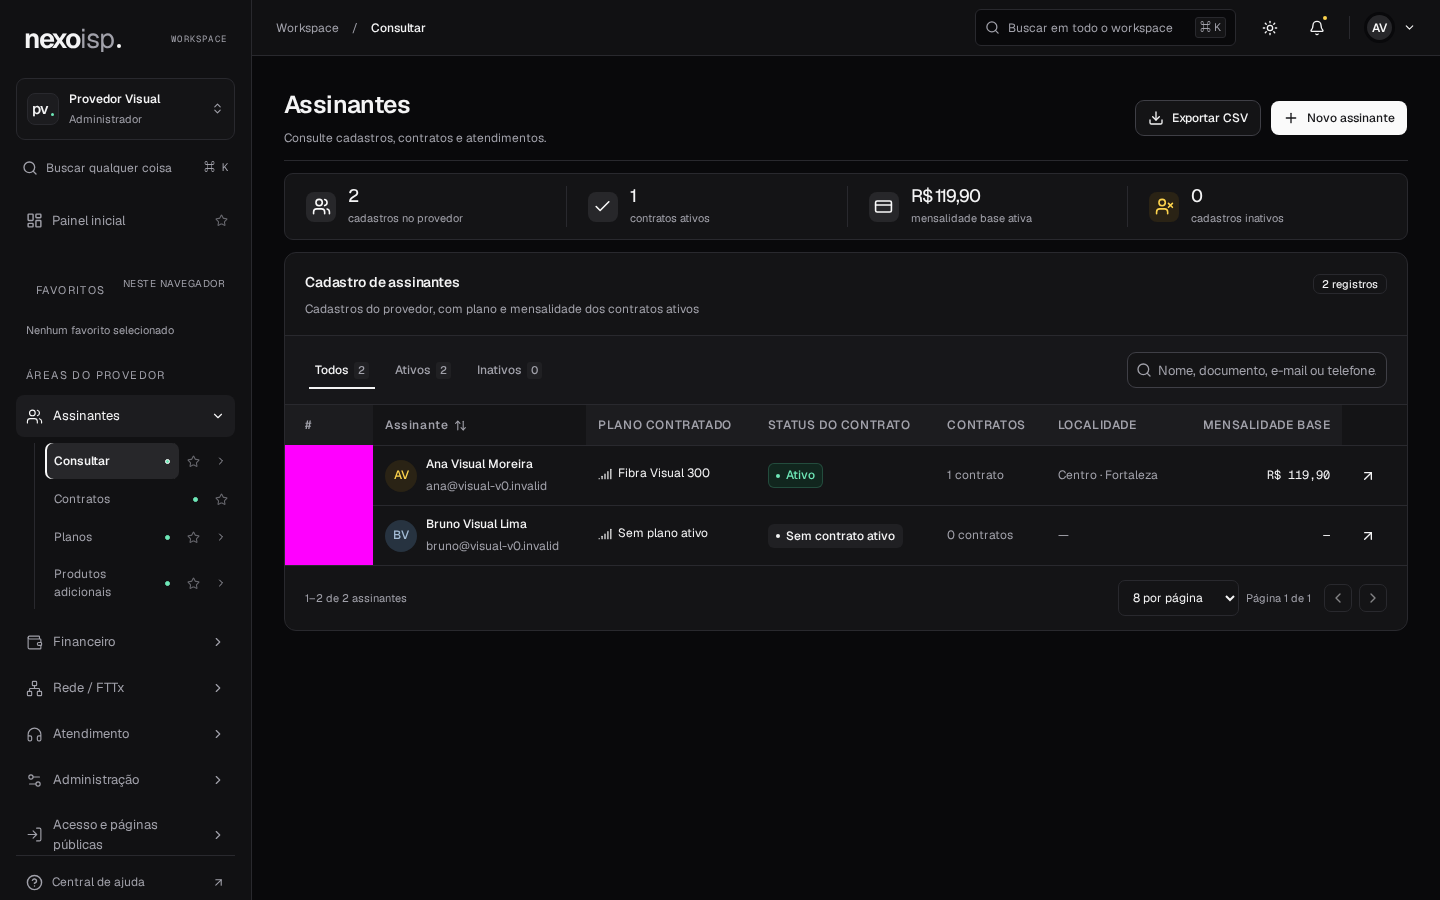 nexoisp.
WORKSPACE
pv.
Provedor Visual
Administrador
Buscar qualquer coisa
⌘ K
Painel inicial
FAVORITOS
NESTE NAVEGADOR
Nenhum favorito selecionado
ÁREAS DO PROVEDOR
Assinantes
Consultar
Contratos
Planos
Produtos
adicionais
Financeiro
Rede / FTTx
Atendimento
Administração
Acesso e páginas
públicas
Central de ajuda
Workspace / Consultar
Buscar em todo o workspace
⌘ K
AV
Assinantes
Consulte cadastros, contratos e atendimentos.
Exportar CSV
Novo assinante
2
cadastros no provedor
1
contratos ativos
R$ 119,90
mensalidade base ativa
0
cadastros inativos
Cadastro de assinantes
2 registros
Cadastros do provedor, com plano e mensalidade dos contratos ativos
Todos 2
Ativos 2
Inativos 0
Nome, documento, e-mail ou telefone.
# Assinante PLANO CONTRATADO STATUS DO CONTRATO CONTRATOS LOCALIDADE MENSALIDADE BASE
AV
Ana Visual Moreira
ana@visual-v0.invalid
Fibra Visual 300
Ativo
1 contrato
Centro · Fortaleza
R$ 119,90
BV
Bruno Visual Lima
bruno@visual-v0.invalid
Sem plano ativo
Sem contrato ativo
0 contratos
—
–
1–2 de 2 assinantes
8 por página
Página 1 de 1